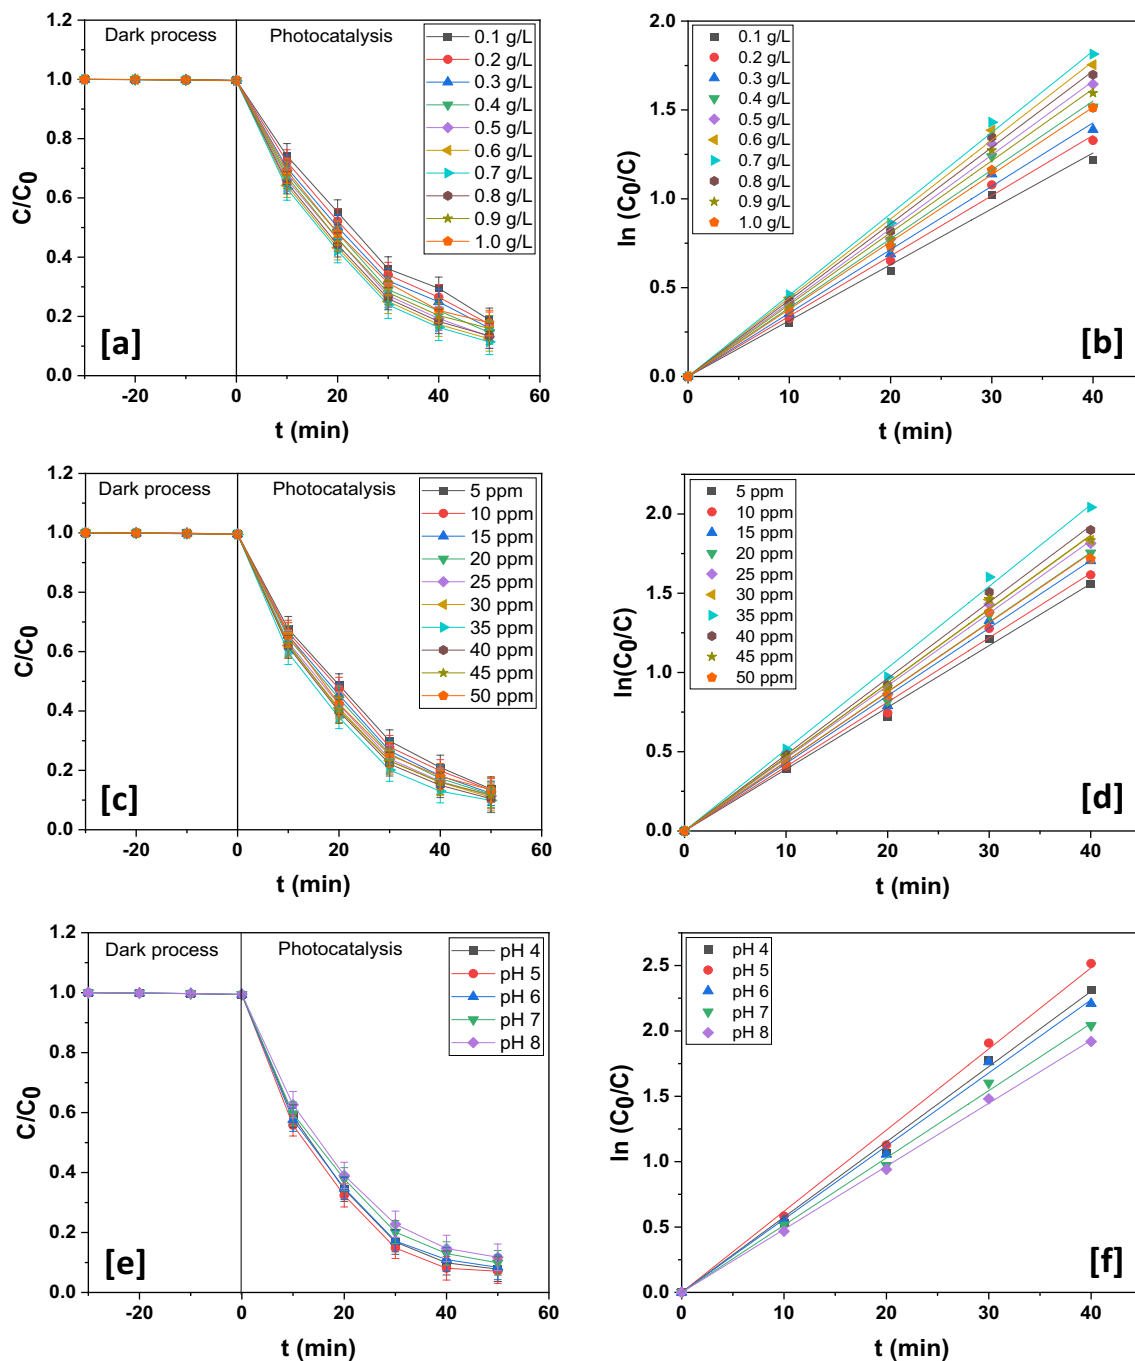 1.2
1.0
0.8
0.6
0.4
0.2
0.0
C/C0
Dark process
Photocatalysis
0.1 g/L
0.2 g/L
0.3 g/L
0.4 g/L
0.5 g/L
0.6 g/L
0.7 g/L
0.8 g/L
0.9 g/L
1.0 g/L
[a]
-20 0 20 40 60
t (min)
2.0
1.5
1.0
0.5
0.0
ln (C0/C)
0.1 g/L
0.2 g/L
0.3 g/L
0.4 g/L
0.5 g/L
0.6 g/L
0.7 g/L
0.8 g/L
0.9 g/L
1.0 g/L
[b]
0 10 20 30 40
t (min)
1.2
1.0
0.8
0.6
0.4
0.2
0.0
C/C0
Dark process
Photocatalysis
5 ppm
10 ppm
15 ppm
20 ppm
25 ppm
30 ppm
35 ppm
40 ppm
45 ppm
50 ppm
[c]
-20 0 20 40 60
t (min)
2.0
1.5
1.0
0.5
0.0
ln(C0/C)
5 ppm
10 ppm
15 ppm
20 ppm
25 ppm
30 ppm
35 ppm
40 ppm
45 ppm
50 ppm
[d]
0 10 20 30 40
t (min)
1.2
1.0
0.8
0.6
0.4
0.2
0.0
C/C0
Dark process
Photocatalysis
pH 4
pH 5
pH 6
pH 7
pH 8
[e]
-20 0 20 40 60
t (min)
2.5
2.0
1.5
1.0
0.5
0.0
ln (C0/C)
pH 4
pH 5
pH 6
pH 7
pH 8
[f]
0 10 20 30 40
t (min)